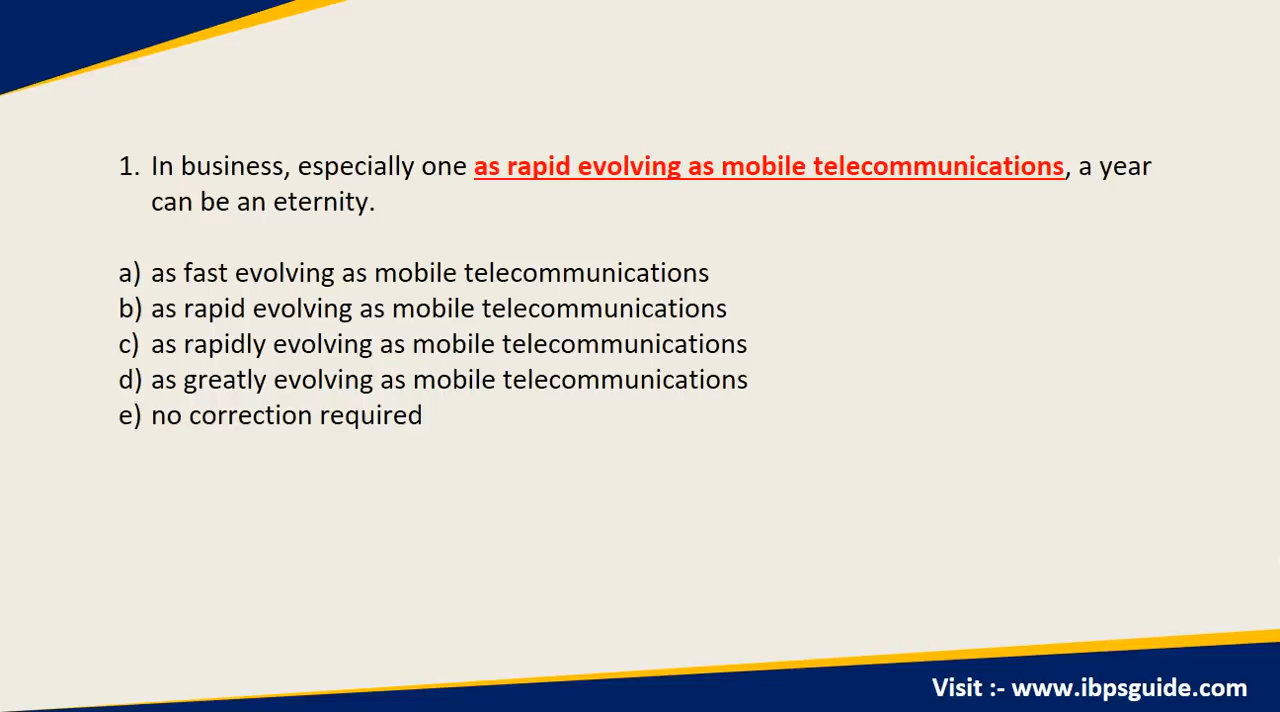 1. In business, especially one as rapid evolving as mobile telecommunications, a year
can be an eternity.
a) as fast evolving as mobile telecommunications
b) as rapid evolving as mobile telecommunications
c) as rapidly evolving as mobile telecommunications
d) as greatly evolving as mobile telecommunications
e) no correction required
Visit :- www.ibpsguide.com